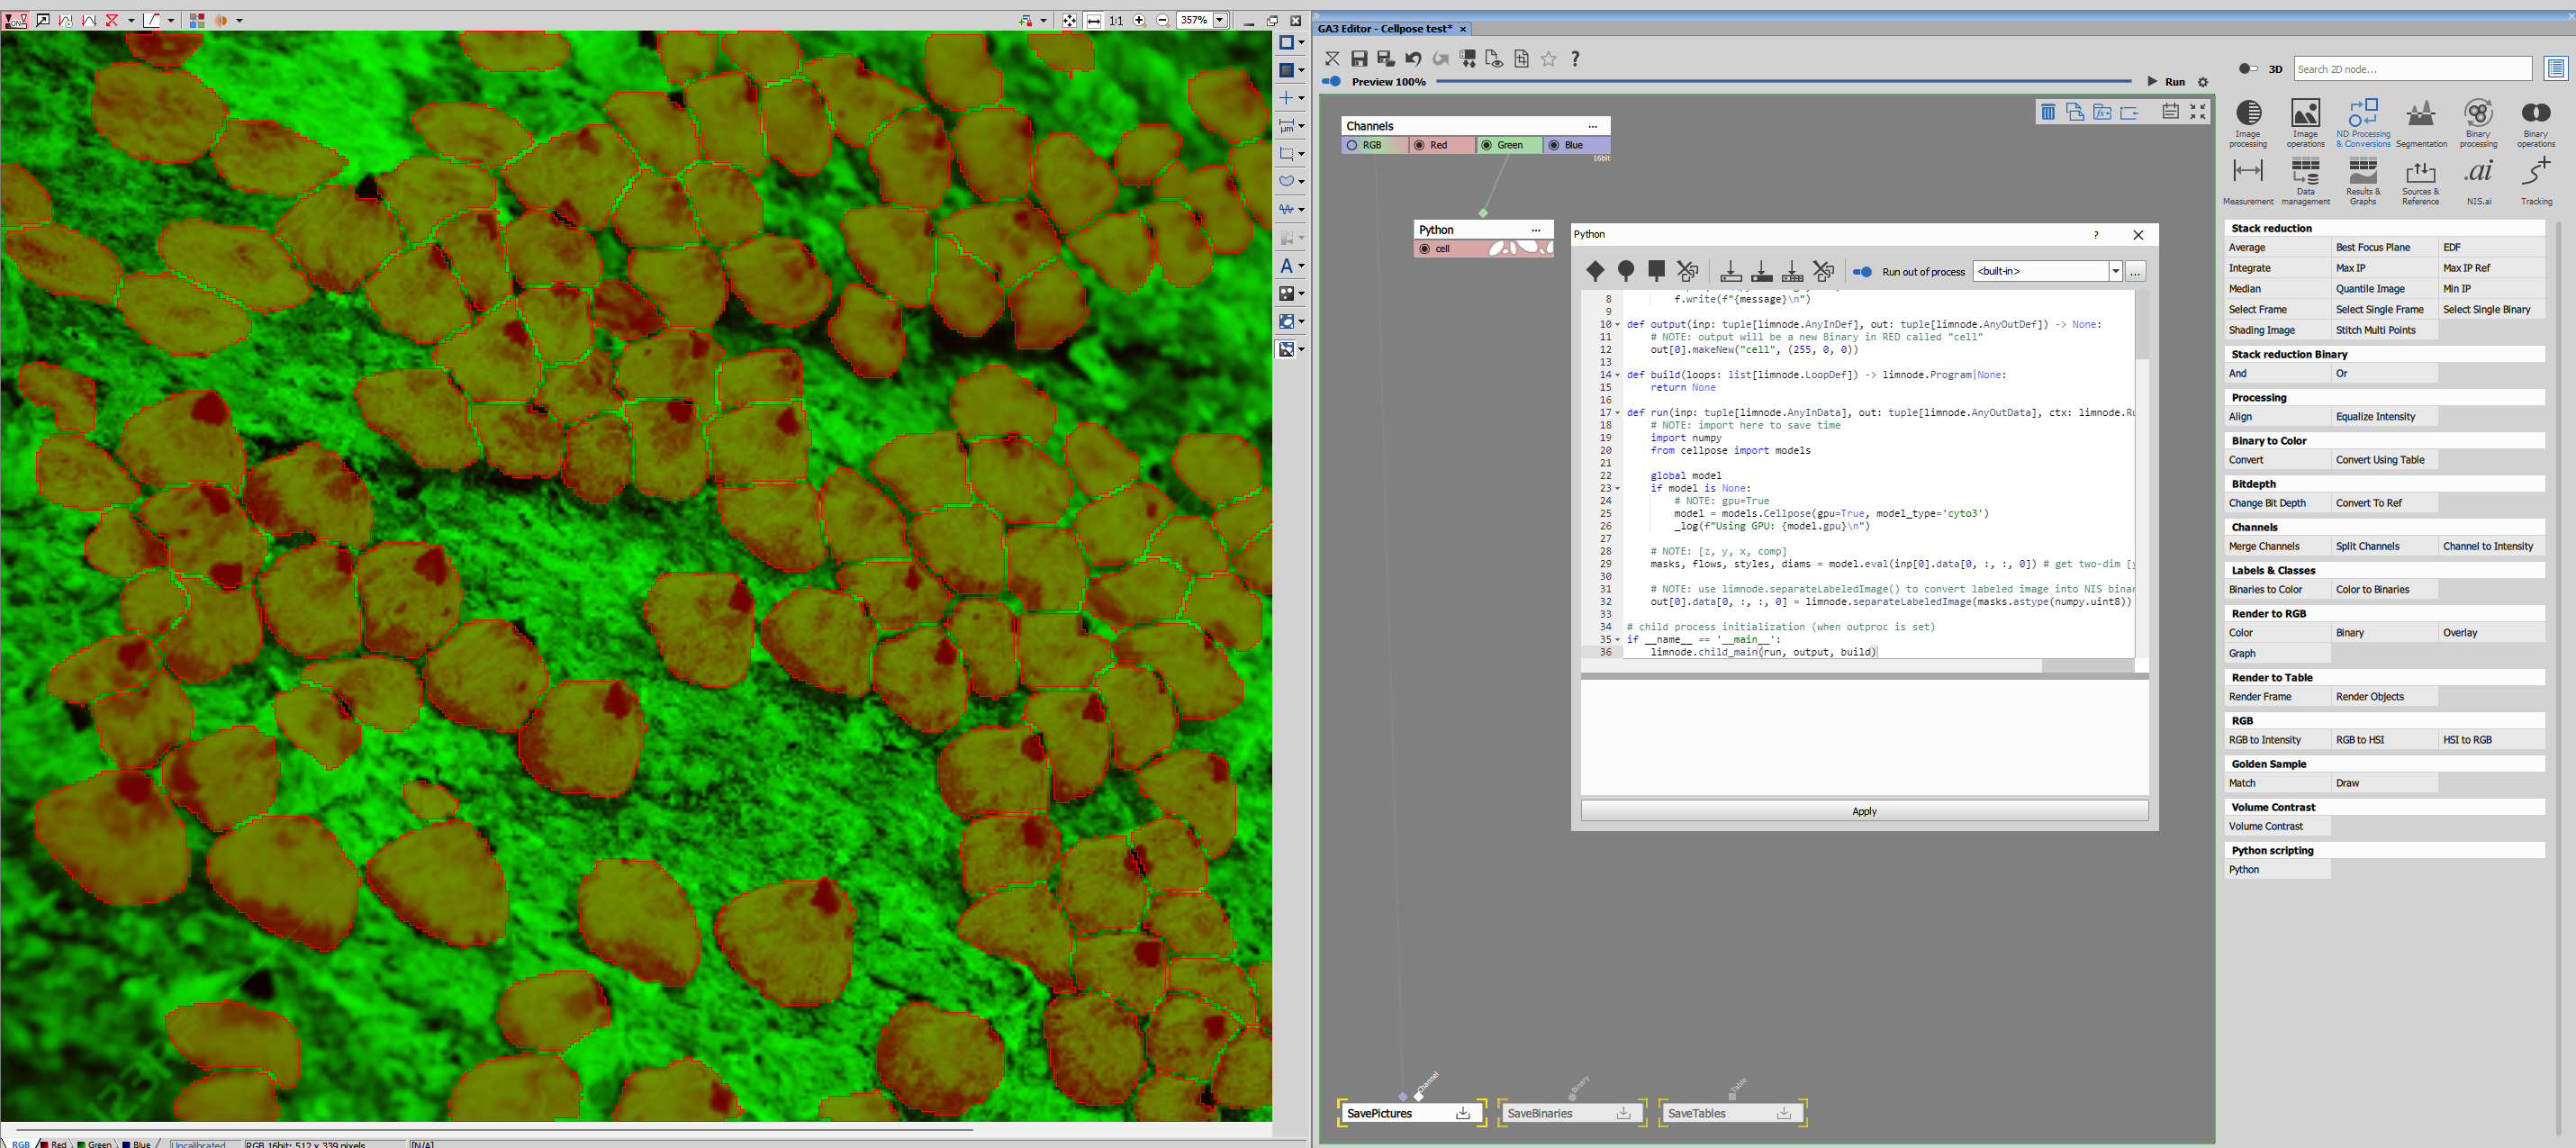 ON
1:1
357%
GA3 Editor - Cellpose test*
Preview 100%
Run
3D
Search 2D node...
Image processing
Image operations
ND Processing & Conversions
Segmentation
Binary processing
Binary operations
Measurement
Data management
Results & Graphs
Sources & Reference
.ai
NIS.ai
Tracking
Channels
...
RGB
Red
Green
Blue
16bit
Python
...
cell
Python
?
Run out of process
<built-in>
...
8 f.write(f"{message}\n")
9
10 def output(inp: tuple[limnode.AnyInDef], out: tuple[limnode.AnyOutDef]) -> None:
11 # NOTE: output will be a new Binary in RED called "cell"
12 out[0].makeNew("cell", (255, 0, 0))
13
14 def build(loops: list[limnode.LoopDef]) -> limnode.Program|None:
15 return None
16
17 def run(inp: tuple[limnode.AnyInData], out: tuple[limnode.AnyOutData], ctx: limnode.Ru
18 # NOTE: import here to save time
19 import numpy
20 from cellpose import models
21
22 global model
23 if model is None:
24 # NOTE: gpu=True
25 model = models.Cellpose(gpu=True, model_type='cyto3')
26 _log(f"Using GPU: {model.gpu}\n")
27
28 # NOTE: [z, y, x, comp]
29 masks, flows, styles, diams = model.eval(inp[0].data[0, :, :, 0]) # get two-dim [y
30
31 # NOTE: use limnode.separateLabeledImage() to convert labeled image into NIS binar
32 out[0].data[0, :, :, 0] = limnode.separateLabeledImage(masks.astype(numpy.uint8))
33
34 # child process initialization (when outproc is set)
35 if __name__ == '__main__':
36 limnode.child_main(run, output, build)
Apply
Stack reduction
Average Best Focus Plane EDF
Integrate Max IP Max IP Ref
Median Quantile Image Min IP
Select Frame Select Single Frame Select Single Binary
Shading Image Stitch Multi Points
Stack reduction Binary
And Or
Processing
Align Equalize Intensity
Binary to Color
Convert Convert Using Table
Bitdepth
Change Bit Depth Convert To Ref
Channels
Merge Channels Split Channels Channel to Intensity
Labels & Classes
Binaries to Color Color to Binaries
Render to RGB
Color Binary Overlay
Graph
Render to Table
Render Frame Render Objects
RGB
RGB to Intensity RGB to HSI HSI to RGB
Golden Sample
Match Draw
Volume Contrast
Volume Contrast
Python scripting
Python
Channel
Binary
Table
SavePictures
SaveBinaries
SaveTables
RGB Red Green Blue Uncalibrated RGB 16bit: 512 x 339 pixels [N/A]